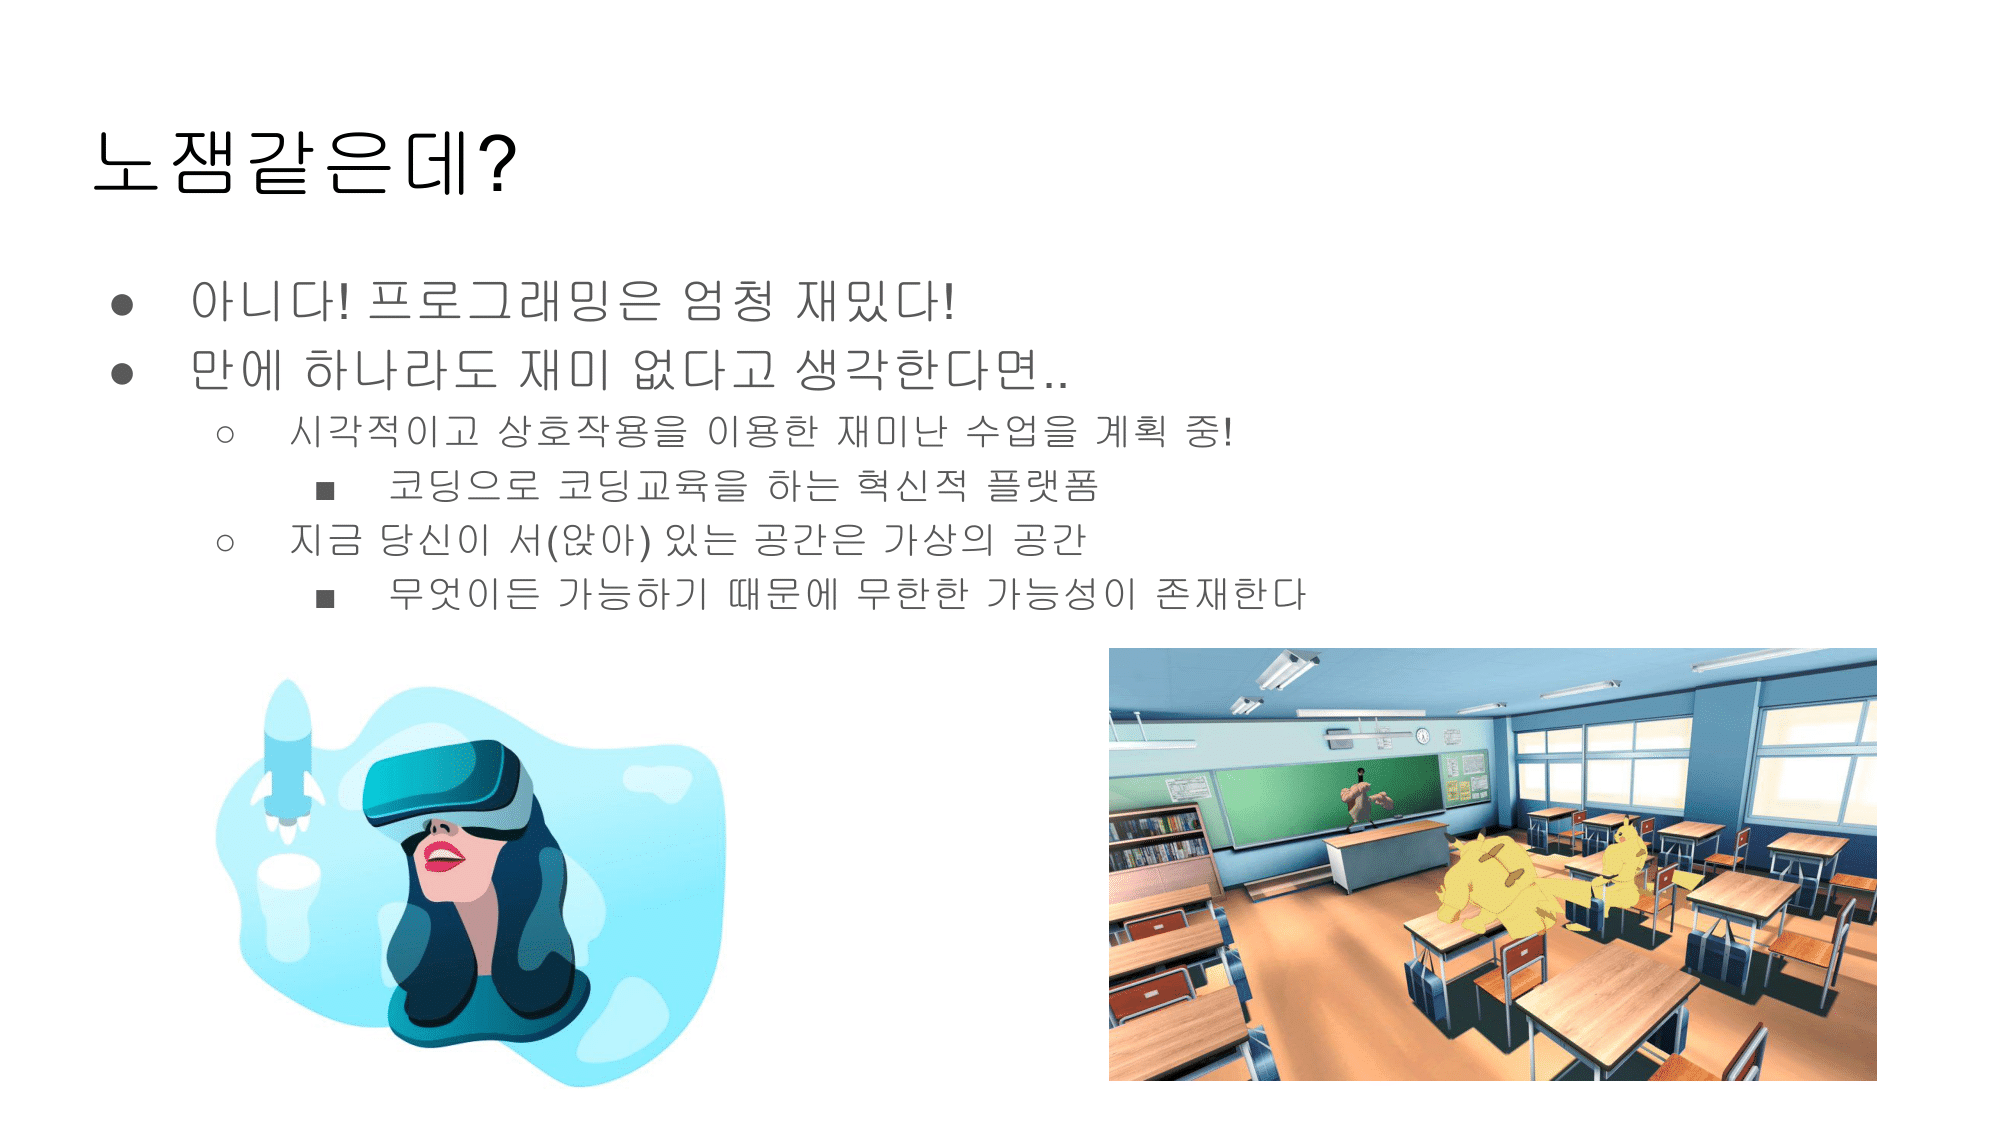 노잼같은데?
● 아니다! 프로그래밍은 엄청 재밌다!
● 만에 하나라도 재미 없다고 생각한다면..
○ 시각적이고 상호작용을 이용한 재미난 수업을 계획 중!
■ 코딩으로 코딩교육을 하는 혁신적 플랫폼
○ 지금 당신이 서(앉아) 있는 공간은 가상의 공간
■ 무엇이든 가능하기 때문에 무한한 가능성이 존재한다